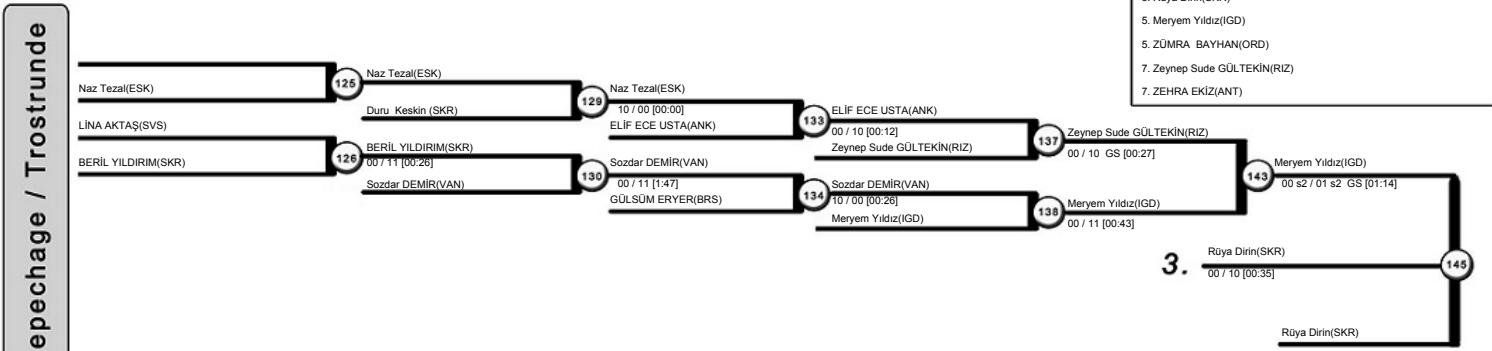 5. Meryem Yıldız(IGD)
5. ZÜMRA BAYHAN(ORD)
7. Zeynep Sude GÜLTEKİN(RIZ)
7. ZEHRA EKİZ(ANT)
epechage / Trostrunde
Naz Tezal(ESK)
LİNA AKTAŞ(SVS)
BERİL YILDIRIM(SKR)
125
126
Naz Tezal(ESK)
Duru Keskin (SKR)
BERİL YILDIRIM(SKR)
00 / 11 [00:26]
Sozdar DEMİR(VAN)
129
130
Naz Tezal(ESK)
10 / 00 [00:00]
ELİF ECE USTA(ANK)
Sozdar DEMİR(VAN)
00 / 11 [1:47]
GÜLSÜM ERYER(BRS)
133
134
ELİF ECE USTA(ANK)
00 / 10 [00:12]
Zeynep Sude GÜLTEKİN(RIZ)
Sozdar DEMİR(VAN)
10 / 00 [00:26]
Meryem Yıldız(IGD)
137
138
Zeynep Sude GÜLTEKİN(RIZ)
00 / 10 GS [00:27]
Meryem Yıldız(IGD)
00 / 11 [00:43]
143
Meryem Yıldız(IGD)
00 s2 / 01 s2 GS [01:14]
3.
Rüya Dirin(SKR)
00 / 10 [00:35]
145
Rüya Dirin(SKR)